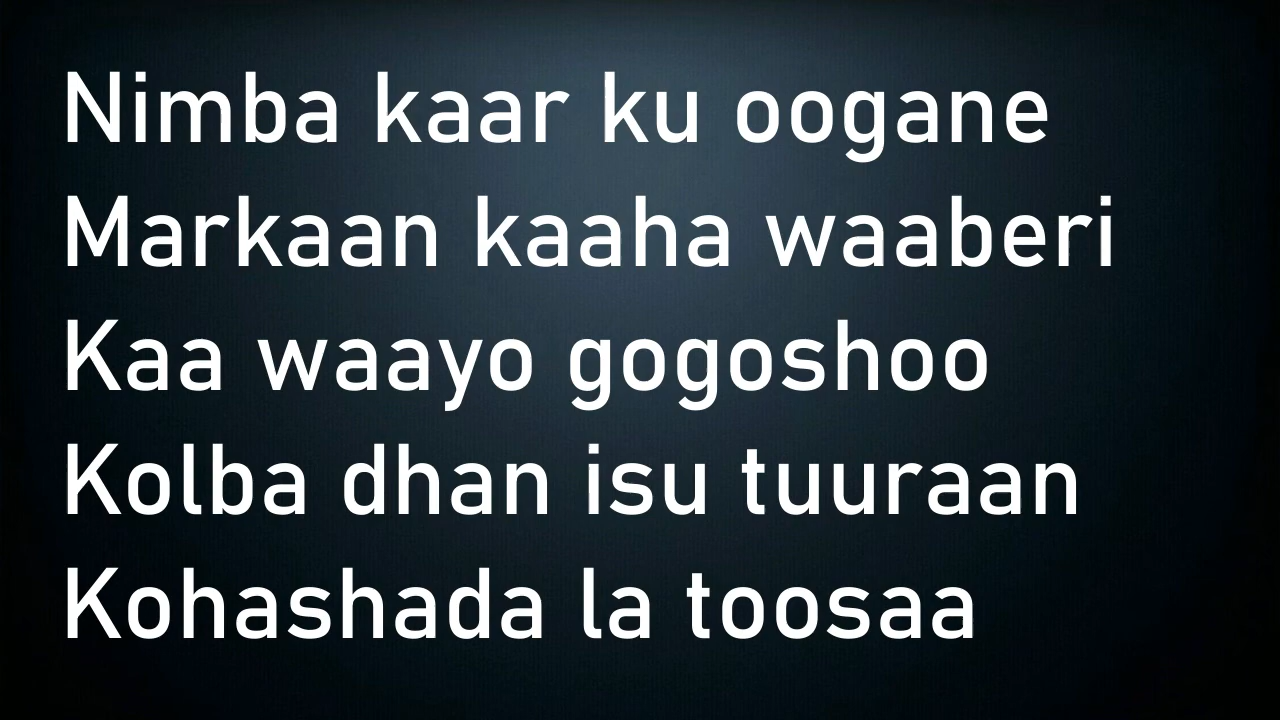 Nimba kaar ku oogane
Markaan kaaha waaberi
Kaa waayo gogoshoo
Kolba dhan isu tuuraan
Kohashada la toosaa